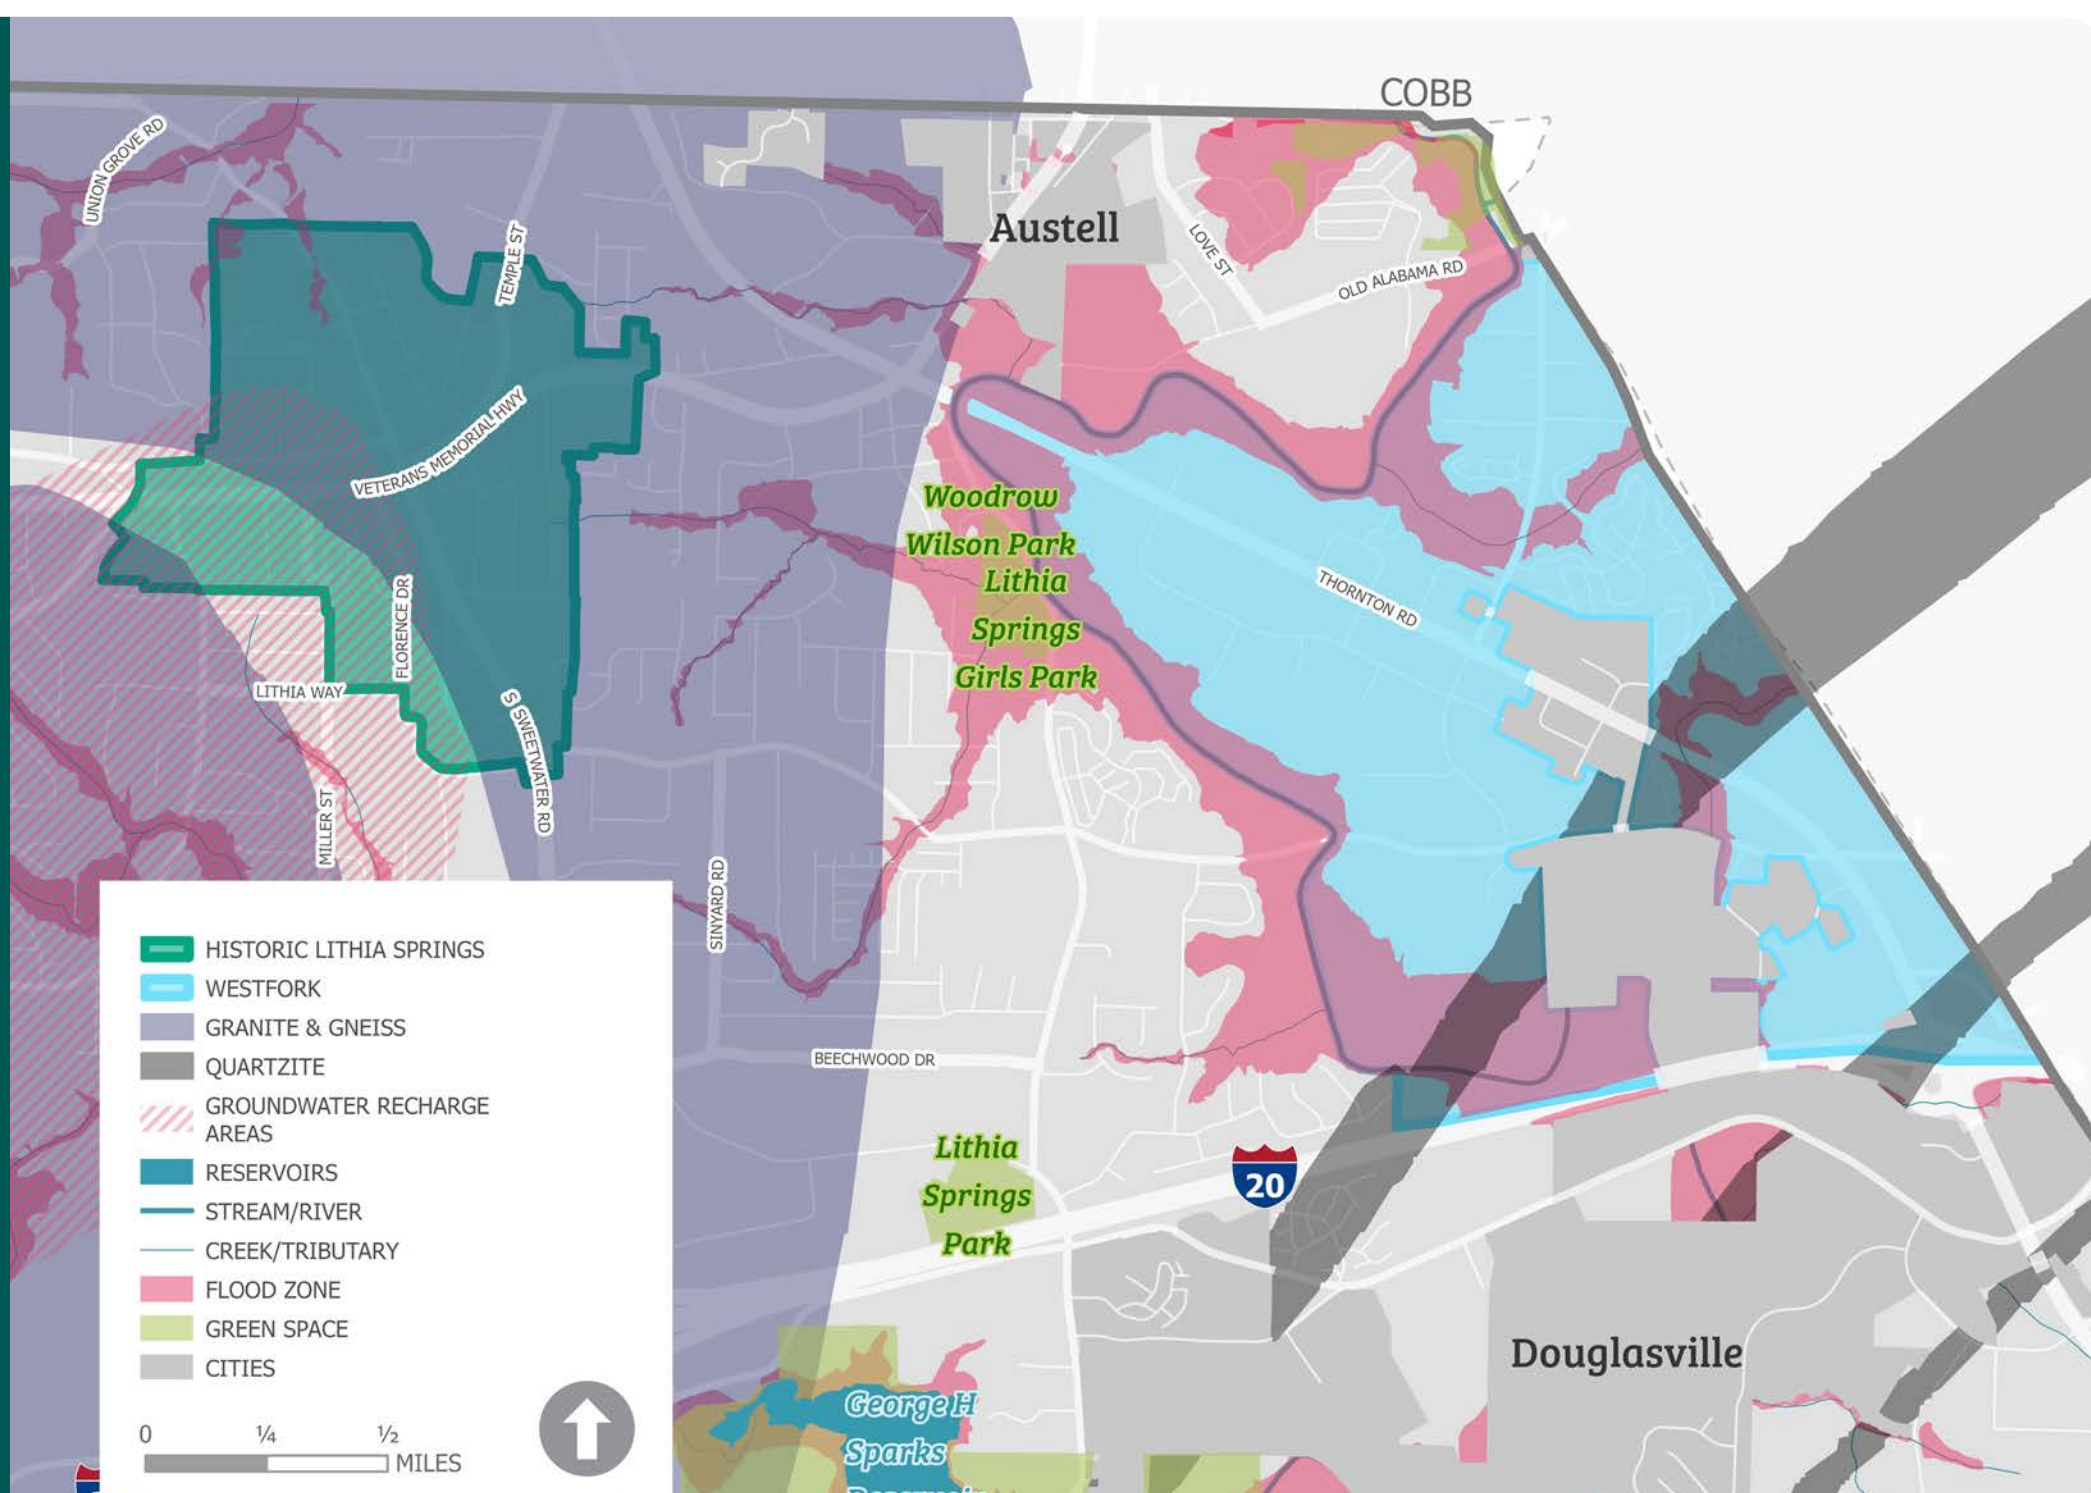 COBB
UNION GROVE RD
Austell
TEMPLE ST
LOVE ST
OLD ALABAMA RD
VETERANS MEMORIAL HWY
Woodrow
Wilson Park
Lithia
Springs
Girls Park
THORNTON RD
FLORENCE DR
LITHIA WAY
S SWEETWATER RD
MILLER ST
SINYARD RD
BEECHWOOD DR
Lithia
Springs
Park
20
Douglasville
George H
Sparks
Reservoir
HISTORIC LITHIA SPRINGS
WESTFORK
GRANITE & GNEISS
QUARTZITE
GROUNDWATER RECHARGE
AREAS
RESERVOIRS
STREAM/RIVER
CREEK/TRIBUTARY
FLOOD ZONE
GREEN SPACE
CITIES
0 ¼ ½
MILES